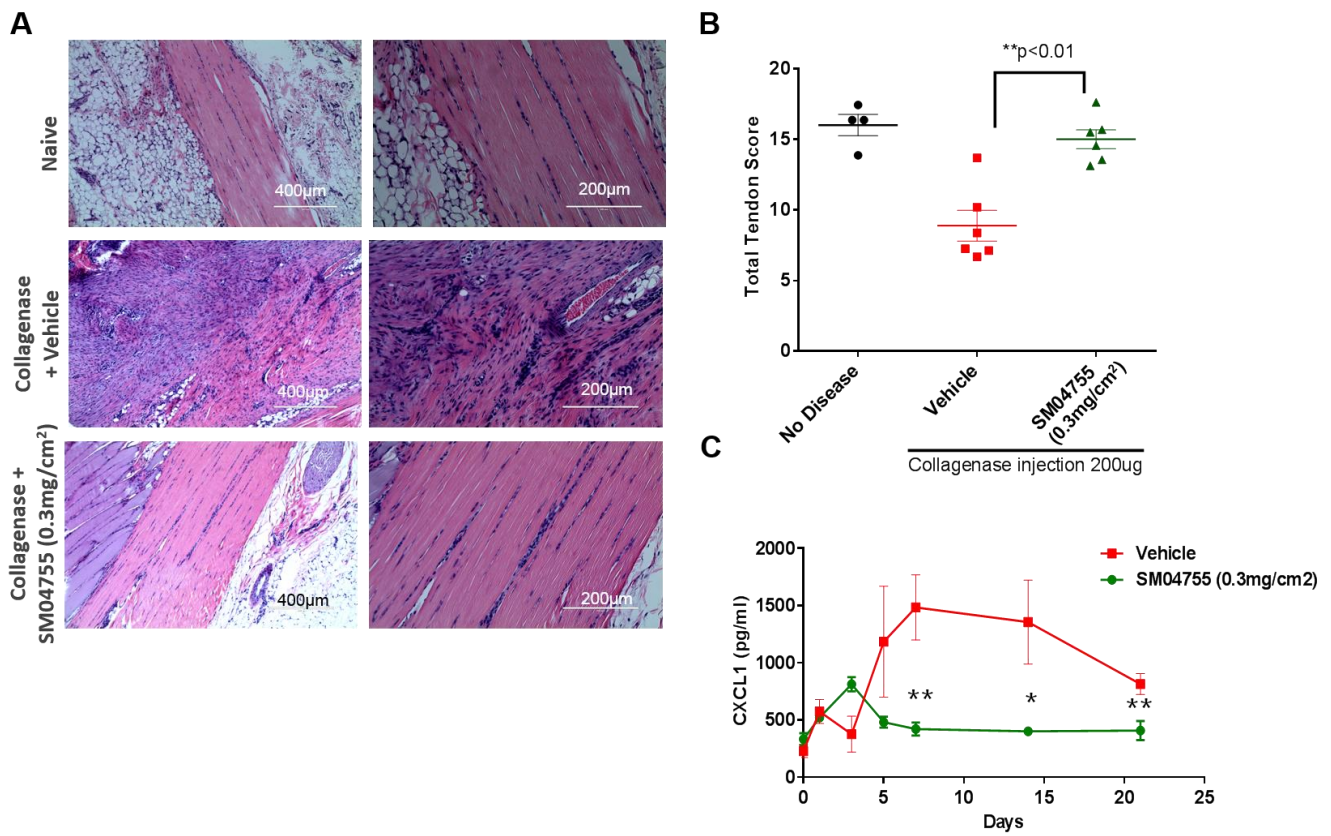 A
Naive
400µm
200µm
Collagenase
+ Vehicle
400µm
200µm
Collagenase +
SM04755 (0.3mg/cm²)
400µm
200µm
B
**p<0.01
Total Tendon Score
20
15
10
5
0
No Disease
Vehicle
SM04755
(0.3mg/cm²)
Collagenase injection 200ug
C
Vehicle
SM04755 (0.3mg/cm2)
CXCL1 (pg/ml)
2000
1500
1000
500
0
**
*
**
0 5 10 15 20 25
Days